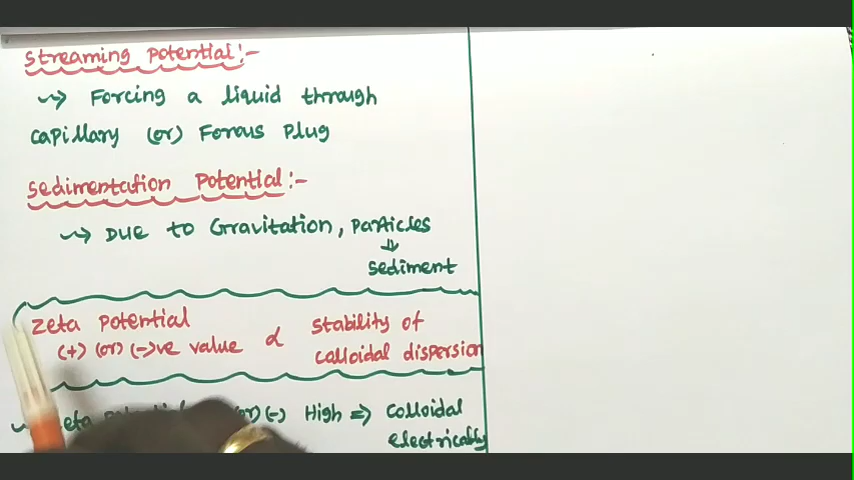 Streaming Potential:-
→ Forcing a liquid through
capillary (or) Porous Plug
Sedimentation Potential:-
→ Due to Gravitation, Particles
⇓
sediment
Zeta Potential
(+) (or) (-)ve value ∝ stability of
colloidal dispersion
(or) (-) High ⇒ colloidal
electrically